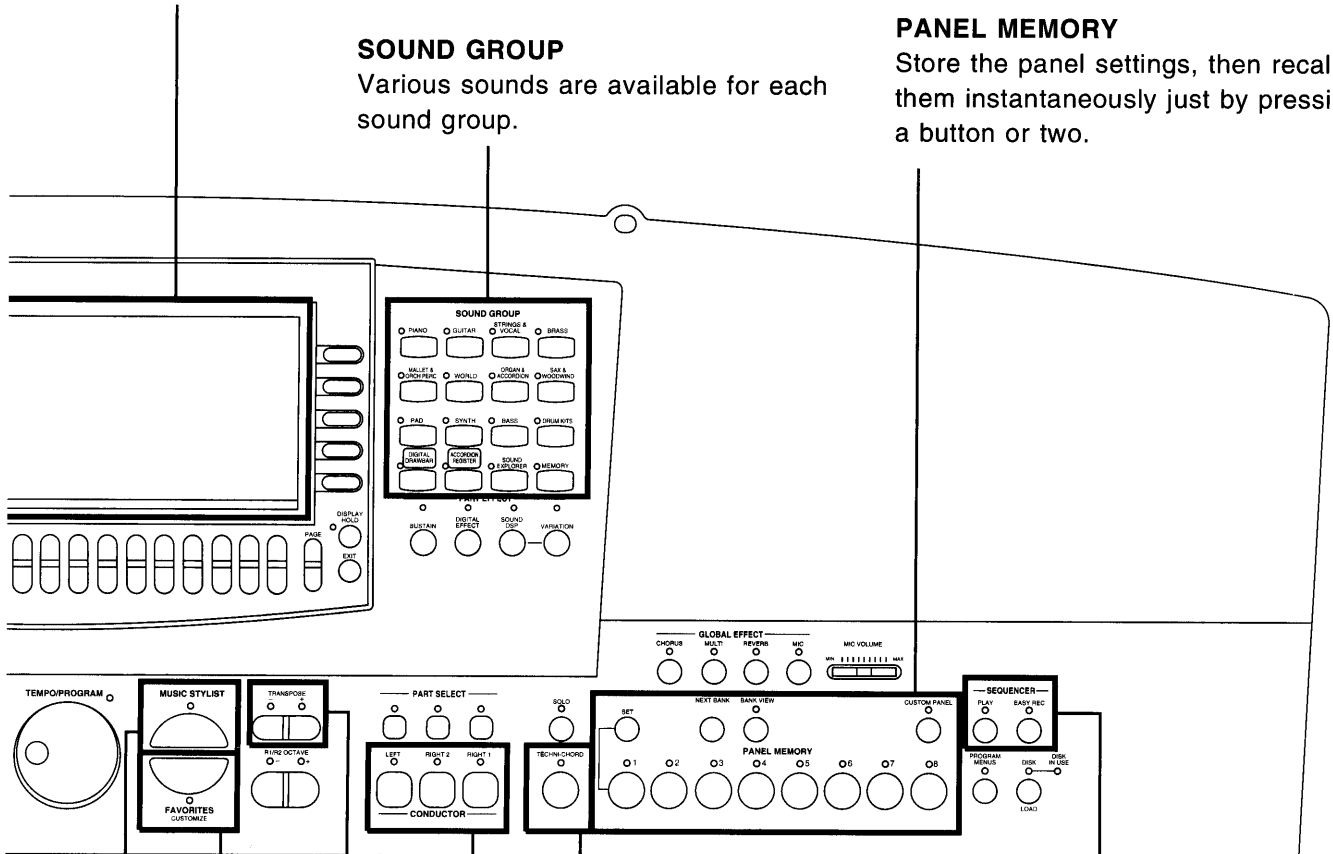 SOUND GROUP
Various sounds are available for each
sound group.
PANEL MEMORY
Store the panel settings, then recal
them instantaneously just by pressi
a button or two.
SOUND GROUP
PIANO GUITAR STRINGS & VOCAL BRASS
MALLET & ORCH PERC WORLD ORGAN & ACCORDION SAX & WOODWIND
PAD SYNTH BASS DRUM KITS
DIGITAL DRAWBAR ACCORDION REGISTER SOUND EXPLORER MEMORY
PART EFFECT
SUSTAIN DIGITAL EFFECT SOUND DSP VARIATION
DISPLAY HOLD
PAGE
EXIT
GLOBAL EFFECT
CHORUS MULTI REVERB MIC
MIC VOLUME
MIN MAX
TEMPO/PROGRAM
MUSIC STYLIST
FAVORITES
CUSTOMIZE
TRANSPOSE
- +
R1/R2 OCTAVE
- +
PART SELECT
LEFT RIGHT 2 RIGHT 1
CONDUCTOR
SOLO
TECHNI-CHORD
SET NEXT BANK BANK VIEW CUSTOM PANEL
PANEL MEMORY
1 2 3 4 5 6 7 8
SEQUENCER
PLAY EASY REC
PROGRAM MENUS
DISK
DISK IN USE
LOAD